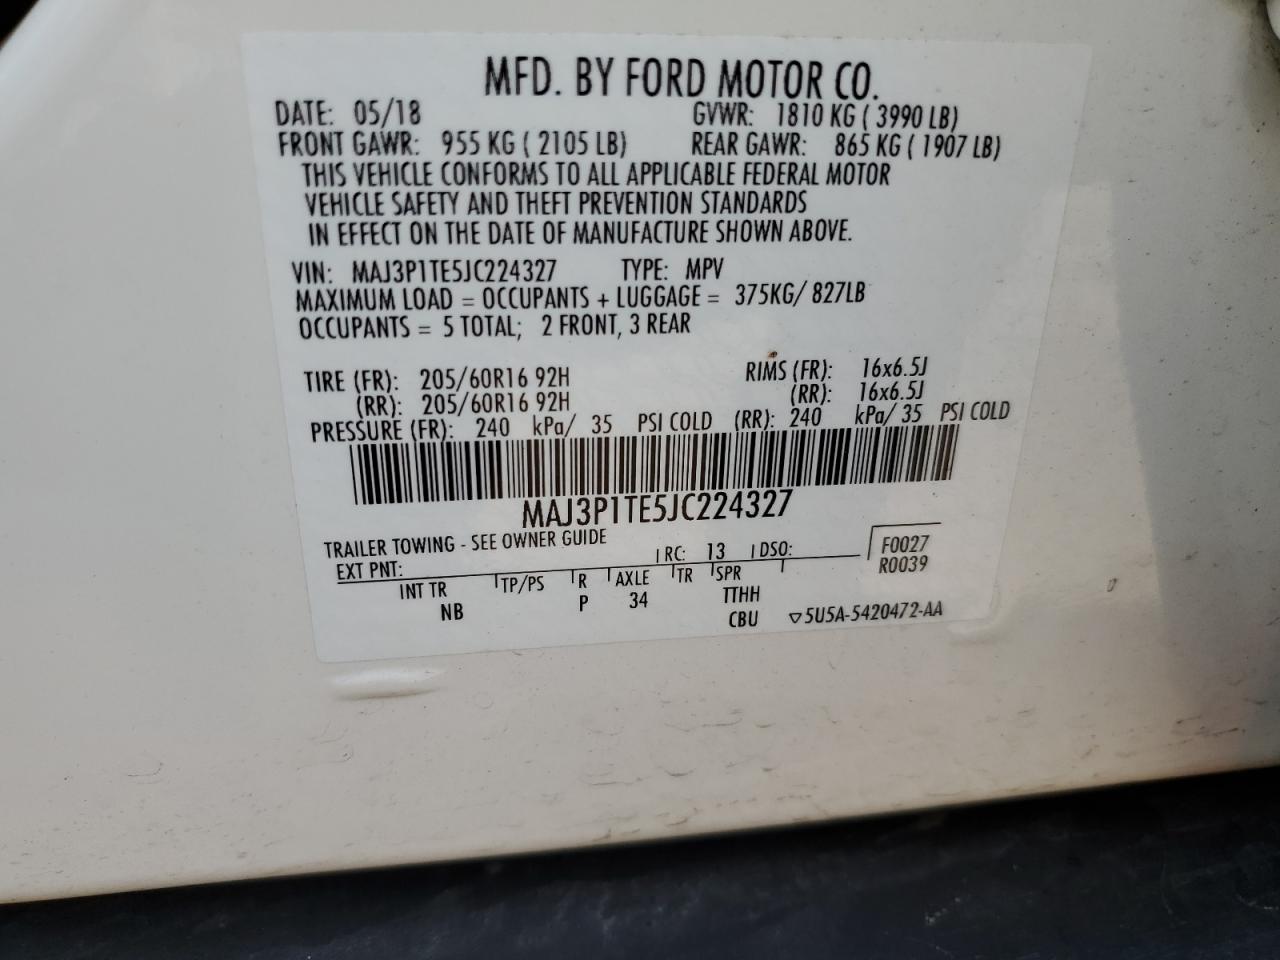 MFD. BY FORD MOTOR CO.
DATE: 05/18 GVWR: 1810 KG ( 3990 LB)
FRONT GAWR: 955 KG ( 2105 LB) REAR GAWR: 865 KG ( 1907 LB)
THIS VEHICLE CONFORMS TO ALL APPLICABLE FEDERAL MOTOR
VEHICLE SAFETY AND THEFT PREVENTION STANDARDS
IN EFFECT ON THE DATE OF MANUFACTURE SHOWN ABOVE.
VIN: MAJ3P1TE5JC224327 TYPE: MPV
MAXIMUM LOAD = OCCUPANTS + LUGGAGE = 375KG/ 827LB
OCCUPANTS = 5 TOTAL; 2 FRONT, 3 REAR
TIRE (FR): 205/60R16 92H RIMS (FR): 16x6.5J
(RR): 205/60R16 92H (RR): 16x6.5J
PRESSURE (FR): 240 kPa/ 35 PSI COLD (RR): 240 kPa/ 35 PSI COLD
MAJ3P1TE5JC224327
TRAILER TOWING - SEE OWNER GUIDE
EXT PNT: RC: 13 DSO: F0027
R0039
INT TR TP/PS R AXLE TR SPR
NB P 34 TTHH
CBU ▽5U5A-5420472-AA